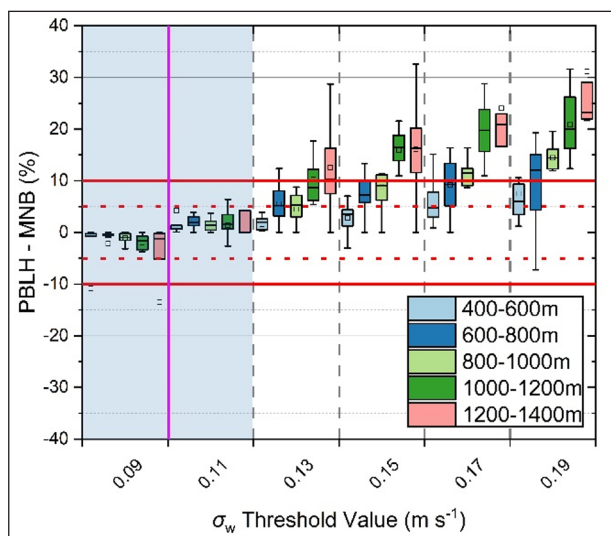 PBLH - MNB (%)
40
30
20
10
0
-10
-20
-30
-40
400-600m
600-800m
800-1000m
1000-1200m
1200-1400m
0.09
0.11
0.13
0.15
0.17
0.19
σw Threshold Value (m s⁻¹)